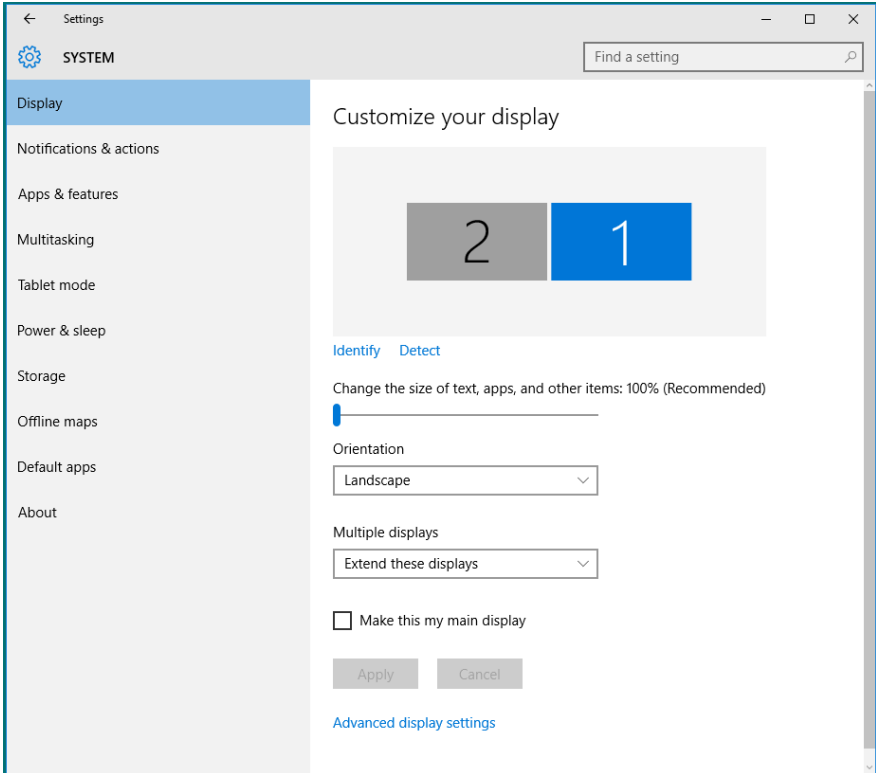 Settings
SYSTEM
Find a setting
Display
Notifications & actions
Apps & features
Multitasking
Tablet mode
Power & sleep
Storage
Offline maps
Default apps
About
Customize your display
2 1
Identify Detect
Change the size of text, apps, and other items: 100% (Recommended)
Orientation
Landscape
Multiple displays
Extend these displays
Make this my main display
Apply Cancel
Advanced display settings